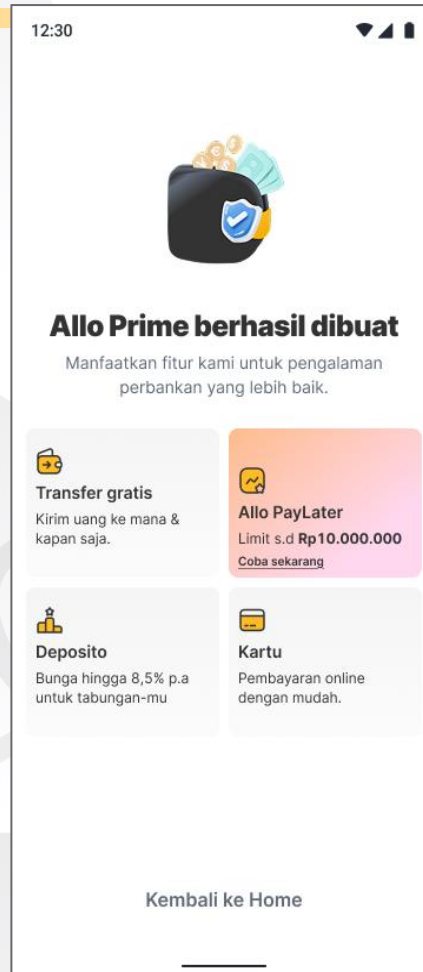 12:30
Allo Prime berhasil dibuat
Manfaatkan fitur kami untuk pengalaman
perbankan yang lebih baik.
Transfer gratis
Kirim uang ke mana &
kapan saja.
Allo PayLater
Limit s.d Rp10.000.000
Coba sekarang
Deposito
Bunga hingga 8,5% p.a
untuk tabungan-mu
Kartu
Pembayaran online
dengan mudah.
Kembali ke Home